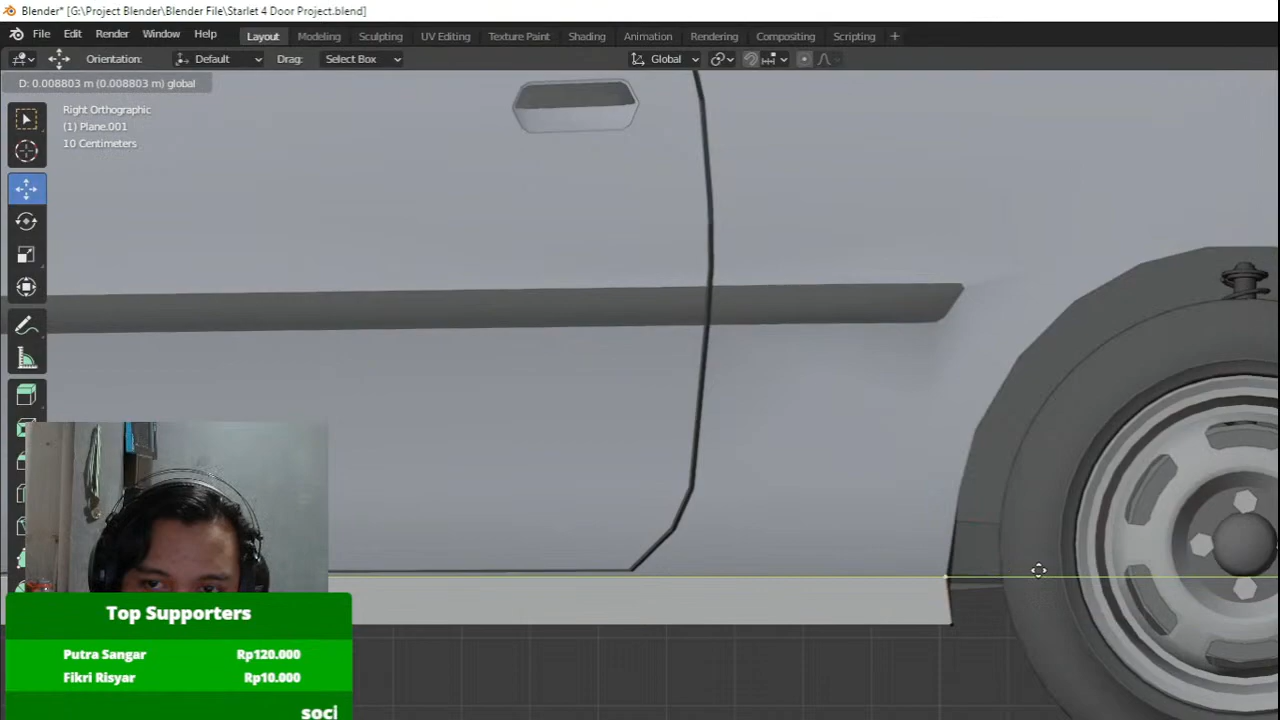 Blender* [G:\Project Blender\Blender File\Starlet 4 Door Project.blend]
File Edit Render Window Help Layout Modeling Sculpting UV Editing Texture Paint Shading Animation Rendering Compositing Scripting +
Orientation: Default Drag: Select Box Global
D: 0.008803 m (0.008803 m) global
Right Orthographic
(1) Plane.001
10 Centimeters
Top Supporters
Putra Sangar Rp120.000
Fikri Risyar Rp10.000
soci